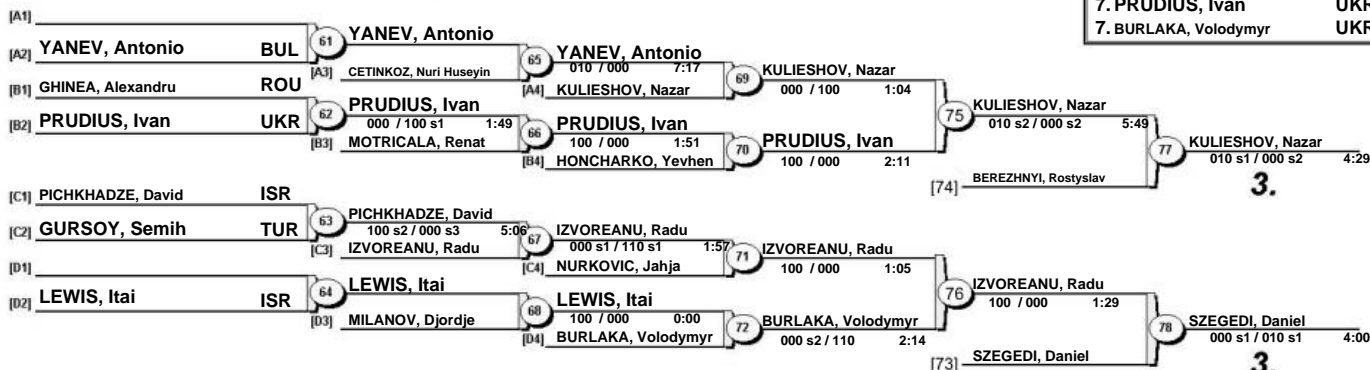 7. PRUDIUS, Ivan UKR
7. BURLAKA, Volodymyr UKR
[A1]
[A2] YANEV, Antonio BUL
61 YANEV, Antonio
[A3] CETINKOZ, Nuri Huseyin
65 YANEV, Antonio
010 / 000 7:17
[A4] KULIESHOV, Nazar
69 KULIESHOV, Nazar
000 / 100 1:04
[B1] GHINEA, Alexandru ROU
[B2] PRUDIUS, Ivan UKR
62 PRUDIUS, Ivan
000 / 100 s1 1:49
[B3] MOTRICALA, Renat
66 PRUDIUS, Ivan
100 / 000 1:51
[B4] HONCHARKO, Yevhen
70 PRUDIUS, Ivan
100 / 000 2:11
75 KULIESHOV, Nazar
010 s2 / 000 s2 5:49
[74] BEREZHNYI, Rostyslav
77 KULIESHOV, Nazar
010 s1 / 000 s2 4:29
3.
[C1] PICHKHADZE, David ISR
[C2] GURSOY, Semih TUR
63 PICHKHADZE, David
100 s2 / 000 s3 5:06
[C3] IZVOREANU, Radu
67 IZVOREANU, Radu
000 s1 / 110 s1 1:57
[C4] NURKOVIC, Jahja
71 IZVOREANU, Radu
100 / 000 1:05
[D1]
[D2] LEWIS, Itai ISR
64 LEWIS, Itai
[D3] MILANOV, Djordje
68 LEWIS, Itai
100 / 000 0:00
[D4] BURLAKA, Volodymyr
72 BURLAKA, Volodymyr
000 s2 / 110 2:14
76 IZVOREANU, Radu
100 / 000 1:29
[73] SZEGEDI, Daniel
78 SZEGEDI, Daniel
000 s1 / 010 s1 4:00
3.